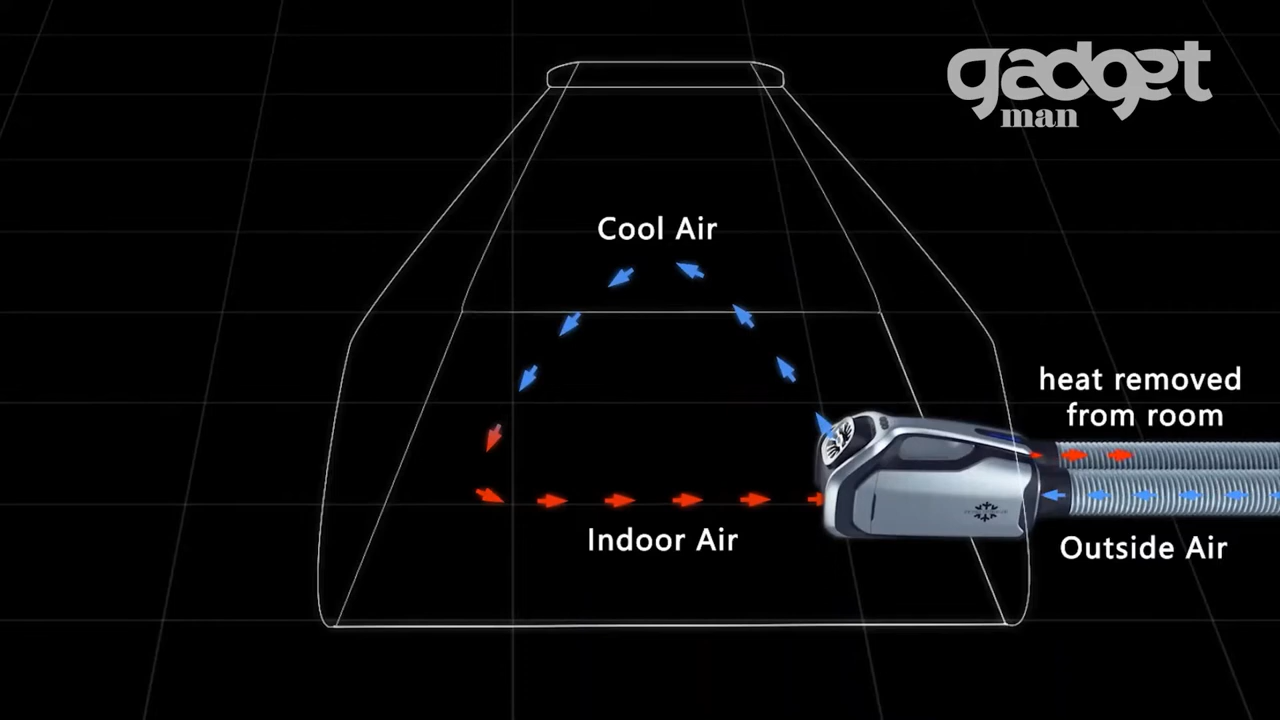 gadget
man
Cool Air
heat removed
from room
Indoor Air
Outside Air